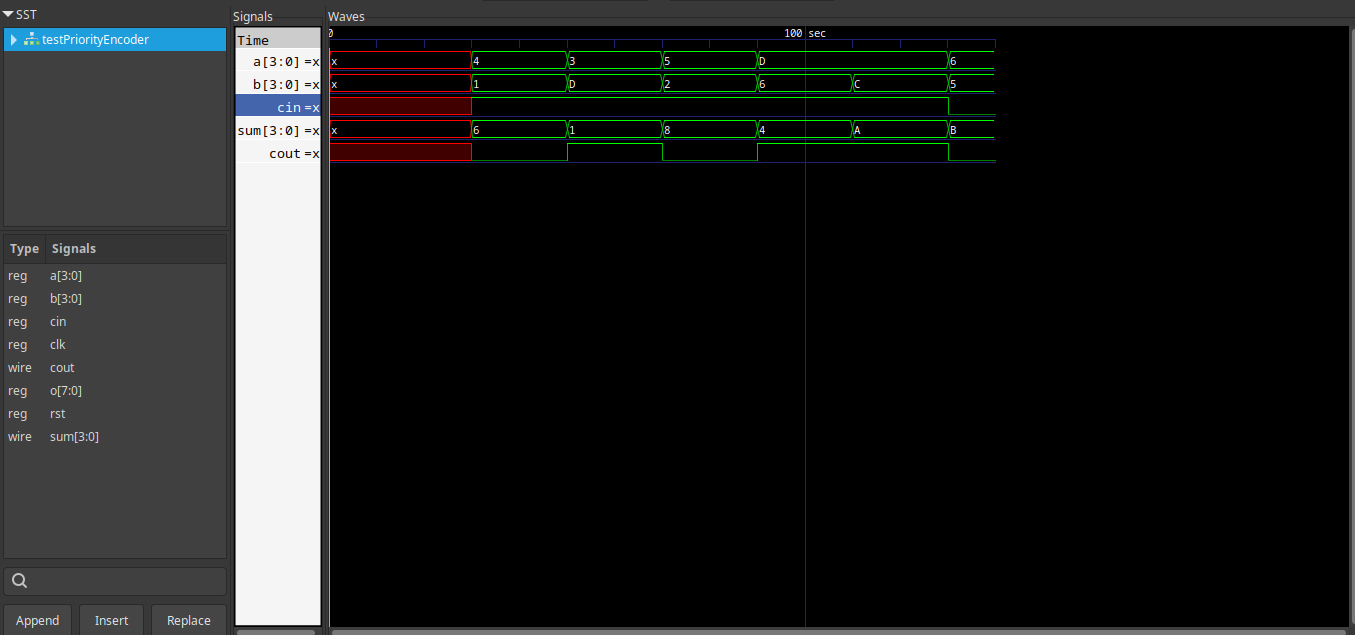 SST
testPriorityEncoder
Type Signals
reg a[3:0]
reg b[3:0]
reg cin
reg clk
wire cout
reg o[7:0]
reg rst
wire sum[3:0]
Append Insert Replace
Signals
Time
a[3:0] =x
b[3:0] =x
cin =x
sum[3:0] =x
cout =x
Waves
0 100 sec
x 4 3 5 D 6
x 1 D 2 6 C 5
x 6 1 8 4 A B